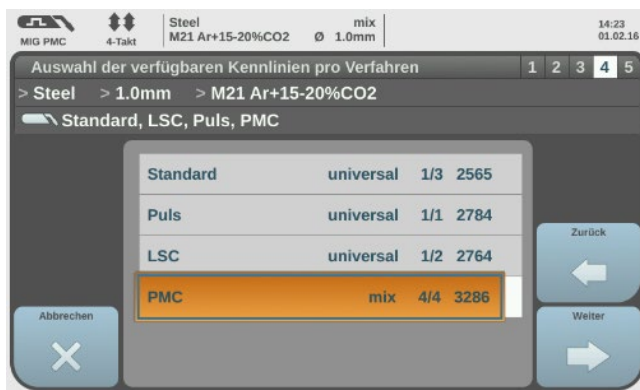 Steel mix 14:23
MIG PMC 4-Takt M21 Ar+15-20%CO2 Ø 1.0mm 01.02.16
Auswahl der verfügbaren Kennlinien pro Verfahren 1 2 3 4 5
> Steel > 1.0mm > M21 Ar+15-20%CO2
Standard, LSC, Puls, PMC
Standard universal 1/3 2565
Puls universal 1/1 2784
LSC universal 1/2 2764
PMC mix 4/4 3286
Zurück
Abbrechen
Weiter